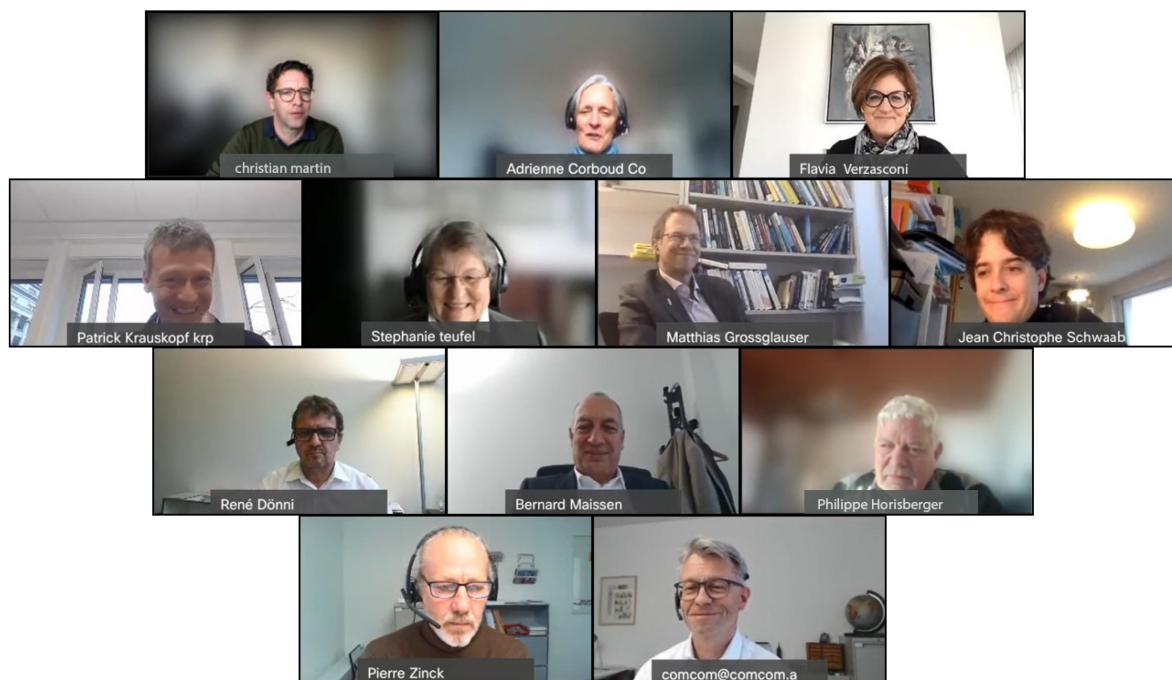 christian martin
Adrienne Corboud Co
Flavia Verzasconi
Patrick Krauskopf krp
Stephanie teufel
Matthias Grossglauser
Jean Christophe Schwaab
René Dönni
Bernard Maissen
Philippe Horisberger
Pierre Zinck
comcom@comcom.a